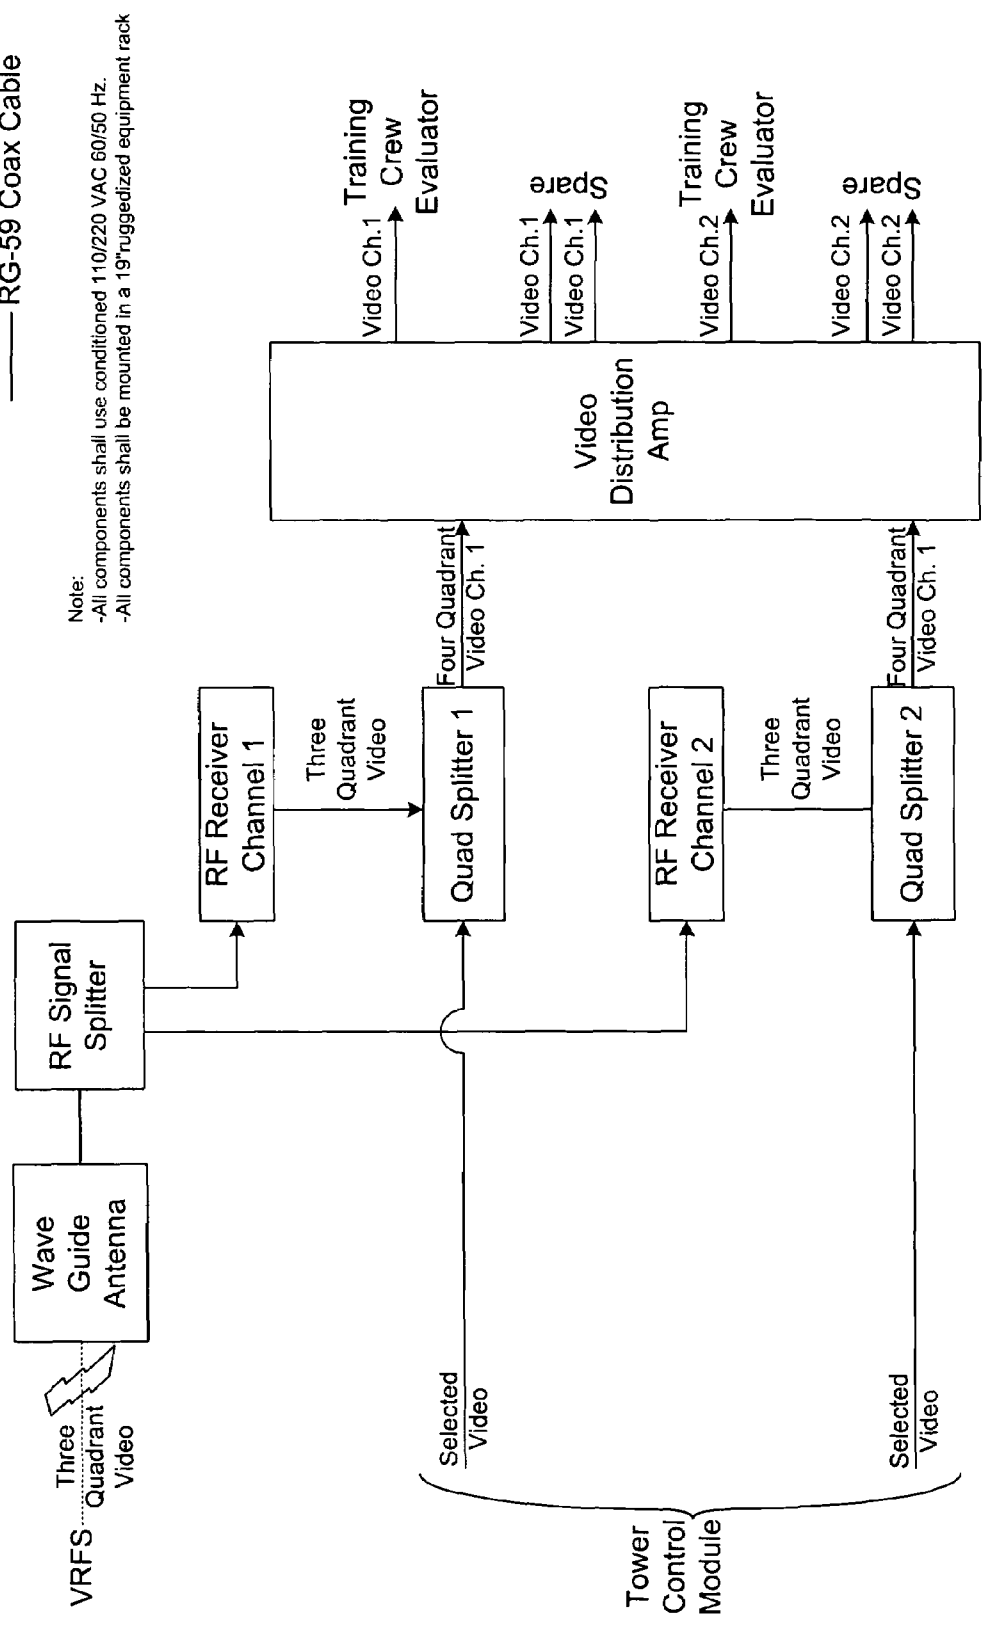 RG-59 Coax Cable
Note:
-All components shall use conditioned 110/220 VAC 60/50 Hz.
-All components shall be mounted in a 19"ruggedized equipment rack
VRFS
Three
Quadrant
Video
Wave
Guide
Antenna
RF Signal
Splitter
RF Receiver
Channel 1
Three
Quadrant
Video
Selected
Video
Quad Splitter 1
Four Quadrant
Video Ch. 1
RF Receiver
Channel 2
Three
Quadrant
Video
Tower
Control
Module
Selected
Video
Quad Splitter 2
Four Quadrant
Video Ch. 1
Video
Distribution
Amp
Video Ch.1
Training
Crew
Evaluator
Video Ch.1
Video Ch.1
Spare
Video Ch.2
Training
Crew
Evaluator
Video Ch.2
Video Ch.2
Spare